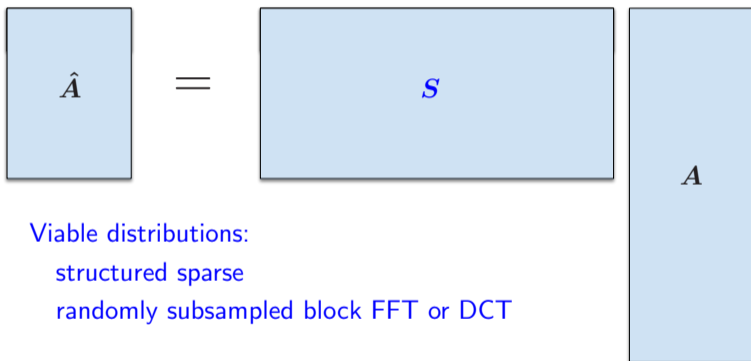 Â = S A
Viable distributions:
structured sparse
randomly subsampled block FFT or DCT